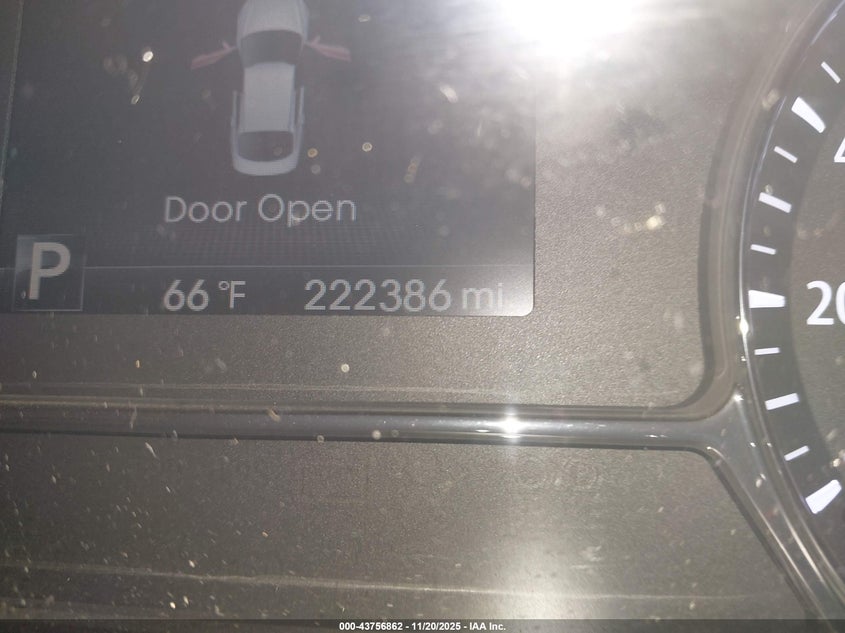 Door Open
P
66 °F 222386 mi
20
000-43756862 | 11/20/2025 - IAA Inc.